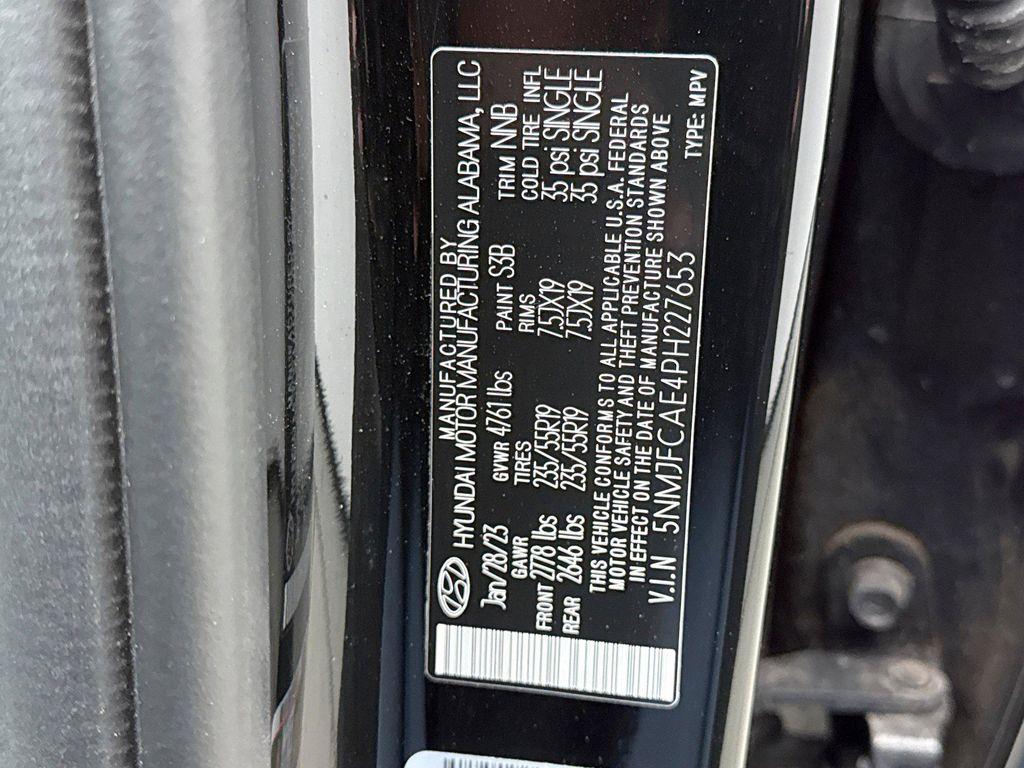 MANUFACTURED BY
HYUNDAI MOTOR MANUFACTURING ALABAMA, LLC
Jan/28/23 GVWR 4761 lbs PAINT S3B TRIM NNB
GAWR TIRES RIMS COLD TIRE INFL
FRONT 2778 lbs 235/55R19 7.5JX19 35 psi SINGLE
REAR 2646 lbs 235/55R19 7.5JX19 35 psi SINGLE
THIS VEHICLE CONFORMS TO ALL APPLICABLE U.S.A. FEDERAL
MOTOR VEHICLE SAFETY AND THEFT PREVENTION STANDARDS
IN EFFECT ON THE DATE OF MANUFACTURE SHOWN ABOVE
V.I.N 5NMJFCAE4PH227653 TYPE: MPV